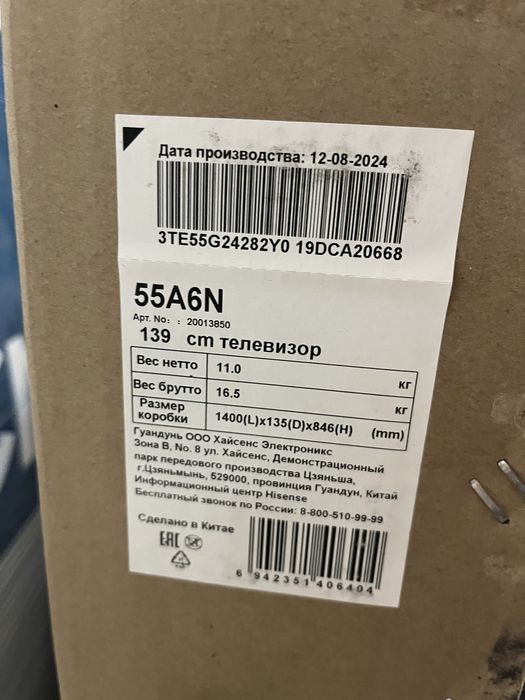 Дата производства: 12-08-2024
3TE55G24282Y0 19DCA20668
55A6N
Арт. No: : 20013850
139 cm телевизор
Вес нетто 11.0 кг
Вес брутто 16.5 кг
Размер коробки 1400(L)x135(D)x846(H) (mm)
Гуандунь ООО Хайсенс Электроникс
Зона В, No. 8 ул. Хайсенс, Демонстрационный
парк передового производства Цзяньша,
г.Цзяньмынь, 529000, провинция Гуандун, Китай
Информационный центр Hisense
Бесплатный звонок по России: 8-800-510-99-99
Сделано в Китае
EAC
6 942351 406404